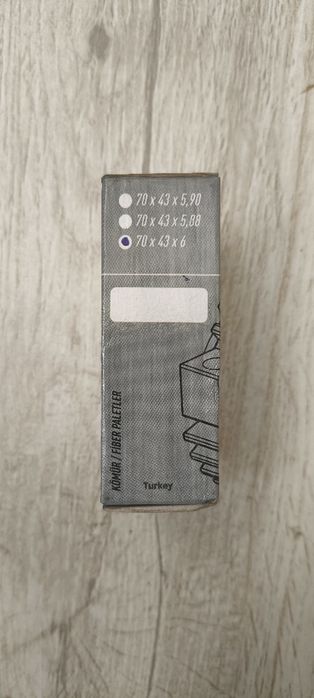 70 x 43 x 5,90
70 x 43 x 5,88
70 x 43 x 6
KÖMÜR / FIBER PALETLER
Turkey